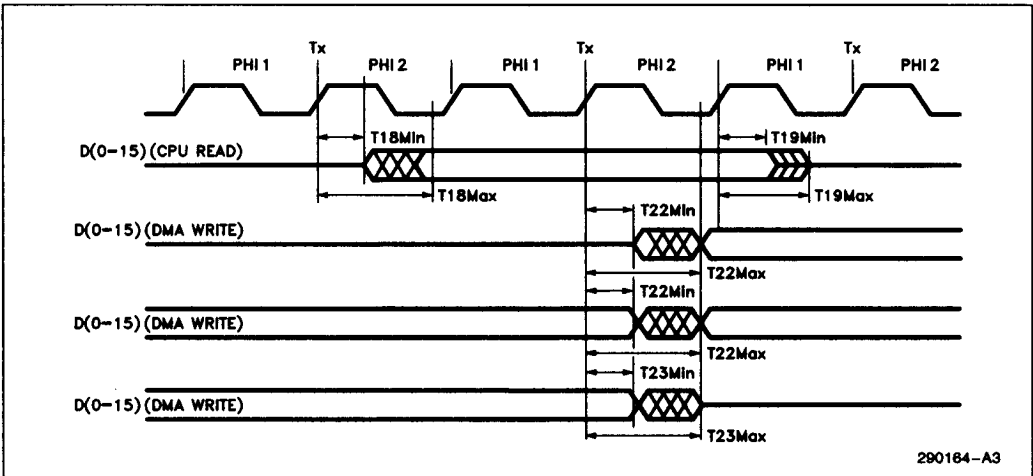 Tx Tx Tx
PHI 1 PHI 2 PHI 1 PHI 2 PHI 1 PHI 2
T18Min T19Min
D(0-15)(CPU READ)
T18Max T19Max
T22Min
D(0-15)(DMA WRITE)
T22Max
T22Min
D(0-15)(DMA WRITE)
T22Max
T23Min
D(0-15)(DMA WRITE)
T23Max
290164-A3